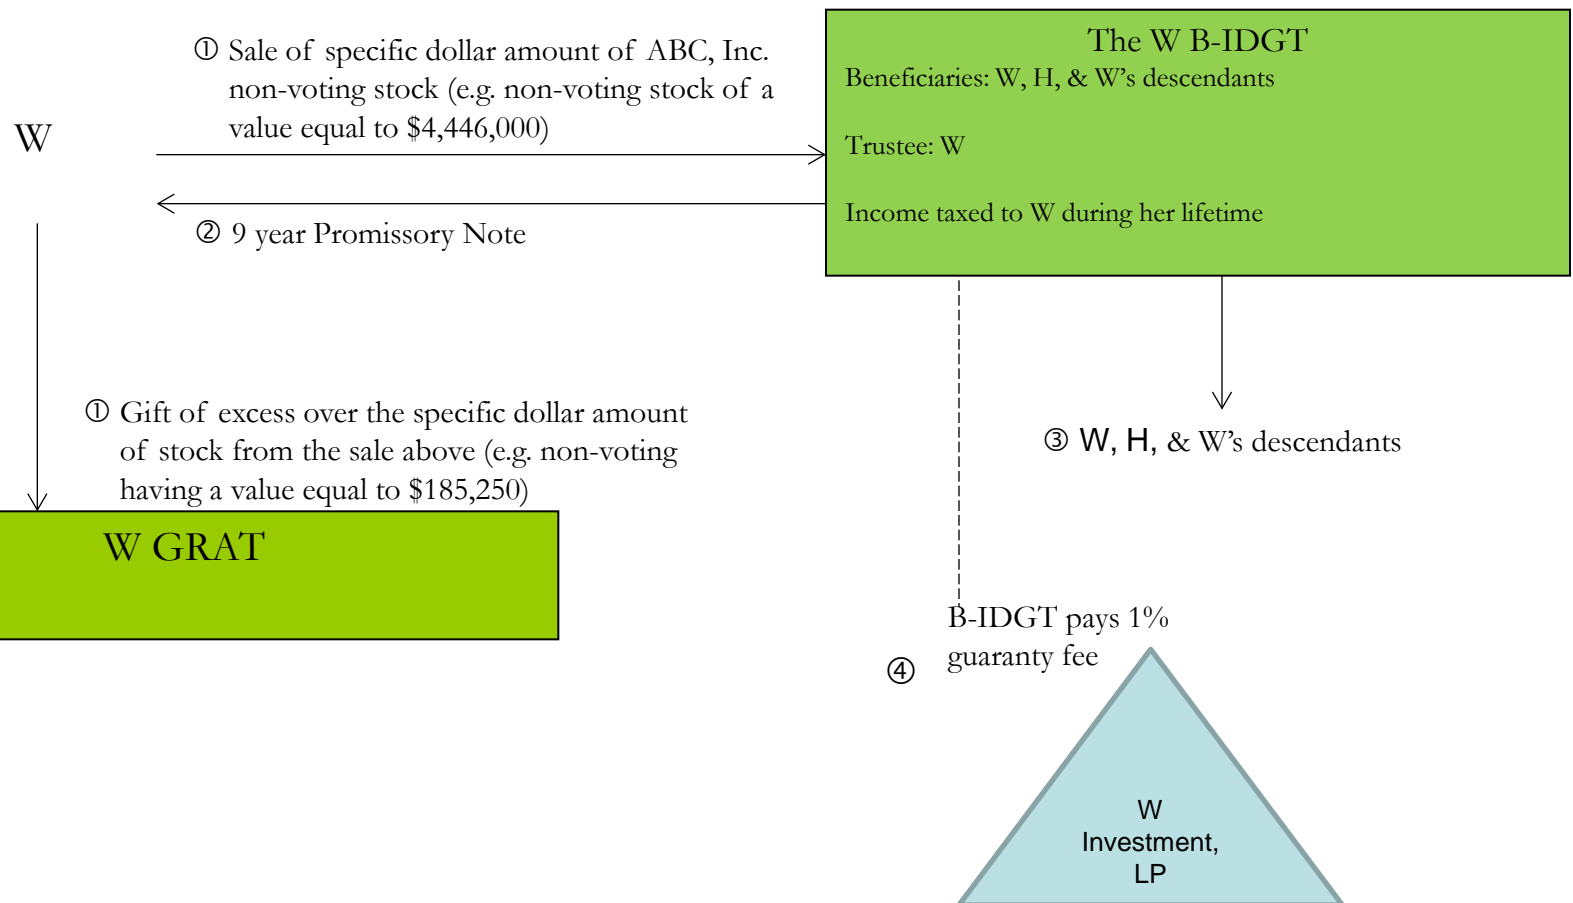 ① Sale of specific dollar amount of ABC, Inc.
non-voting stock (e.g. non-voting stock of a
value equal to $4,446,000)
W
② 9 year Promissory Note
The W B-IDGT
Beneficiaries: W, H, & W’s descendants
Trustee: W
Income taxed to W during her lifetime
① Gift of excess over the specific dollar amount
of stock from the sale above (e.g. non-voting
having a value equal to $185,250)
③ W, H, & W’s descendants
W GRAT
B-IDGT pays 1%
④ guaranty fee
W
Investment,
LP